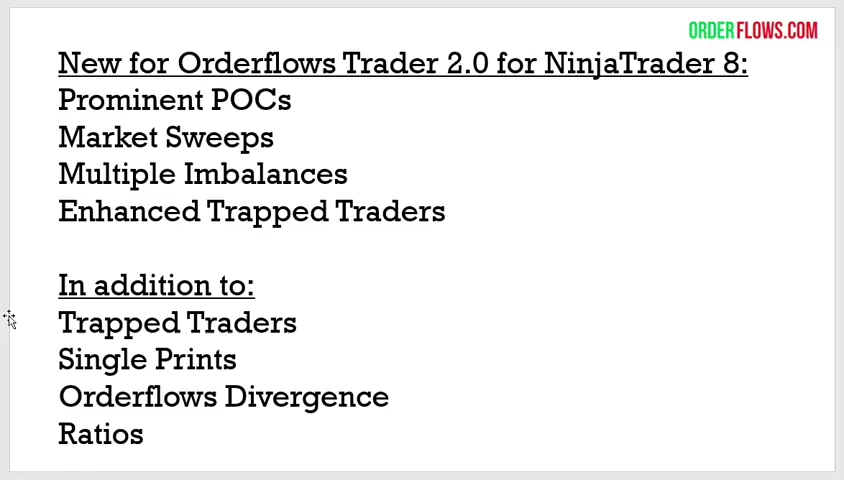 ORDERFLOWS.COM
New for Orderflows Trader 2.0 for NinjaTrader 8:
Prominent POCs
Market Sweeps
Multiple Imbalances
Enhanced Trapped Traders
In addition to:
Trapped Traders
Single Prints
Orderflows Divergence
Ratios